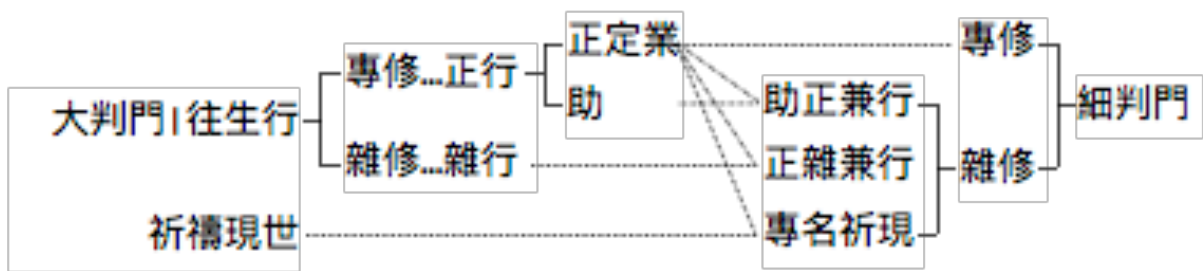 正定業
專修
專修...正行
助
助正兼行
細判門
大判門|往生行
雜修...雜行
正雜兼行
雜修
祈禱現世
專名祈現